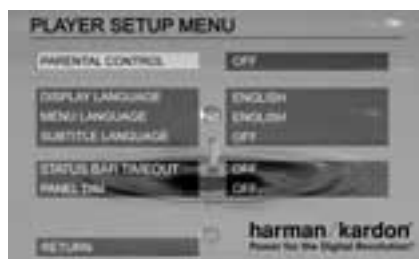 PLAYER SETUP MENU
PARENTAL CONTROL OFF
DISPLAY LANGUAGE ENGLISH
MENU LANGUAGE ENGLISH
SUBTITLE LANGUAGE OFF
STATUS BAR TIMEOUT OFF
PANEL DIM OFF
RETURN
harman/kardon
Power for the Digital Revolution